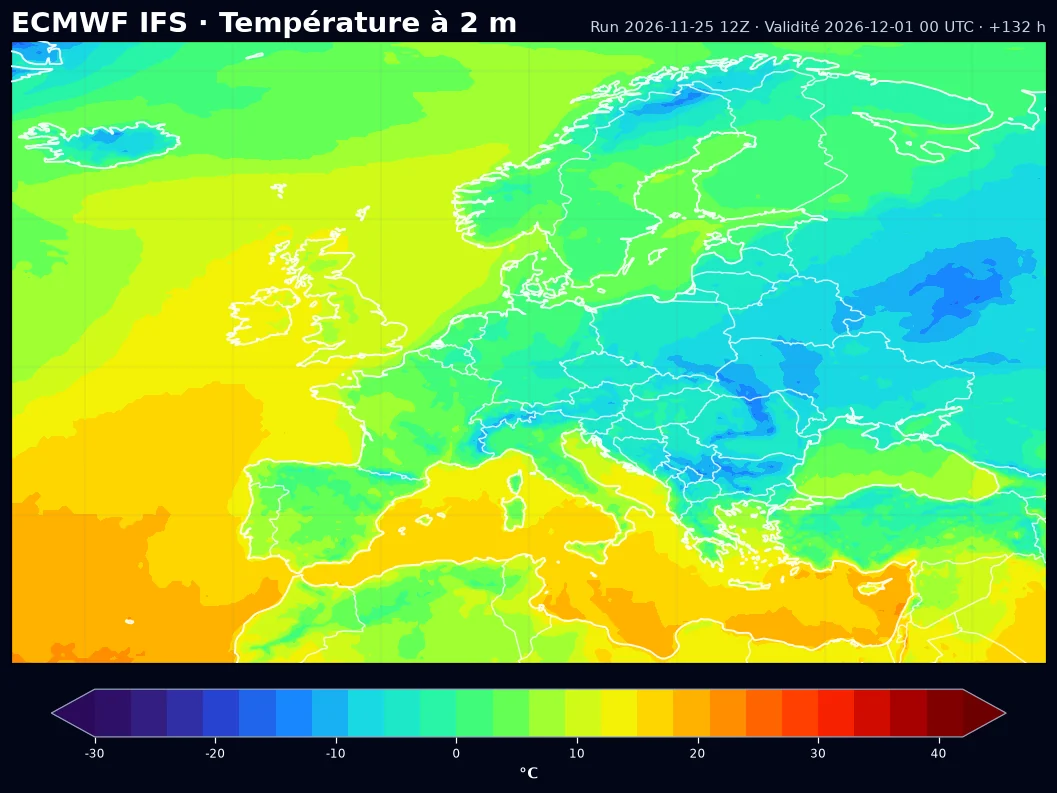 ECMWF IFS · Température à 2 m
Run 2026-11-25 12Z · Validité 2026-12-01 00 UTC · +132 h
-30 -20 -10 0 10 20 30 40
°C